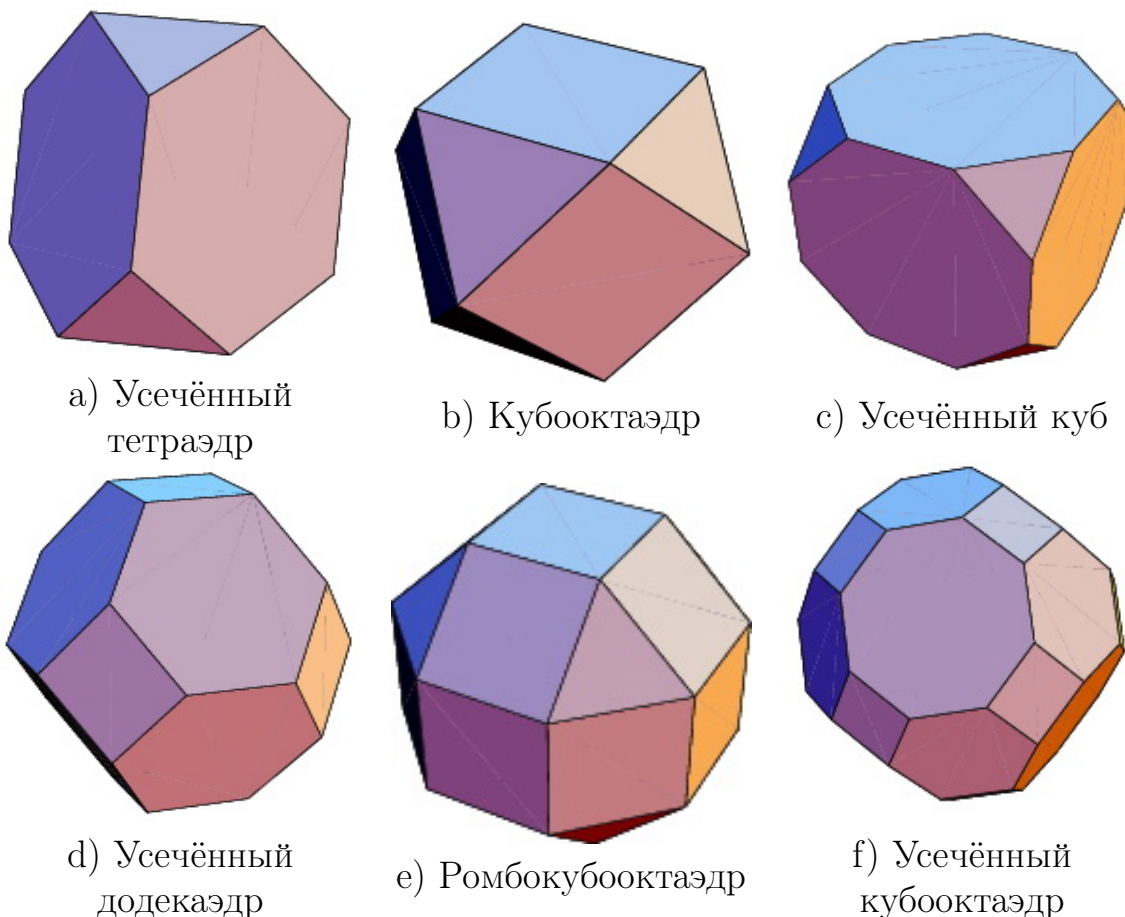 a) Усечённый
тетраэдр
b) Кубооктаэдр
c) Усечённый куб
d) Усечённый
додекаэдр
e) Ромбокубооктаэдр
f) Усечённый
кубооктаэдр